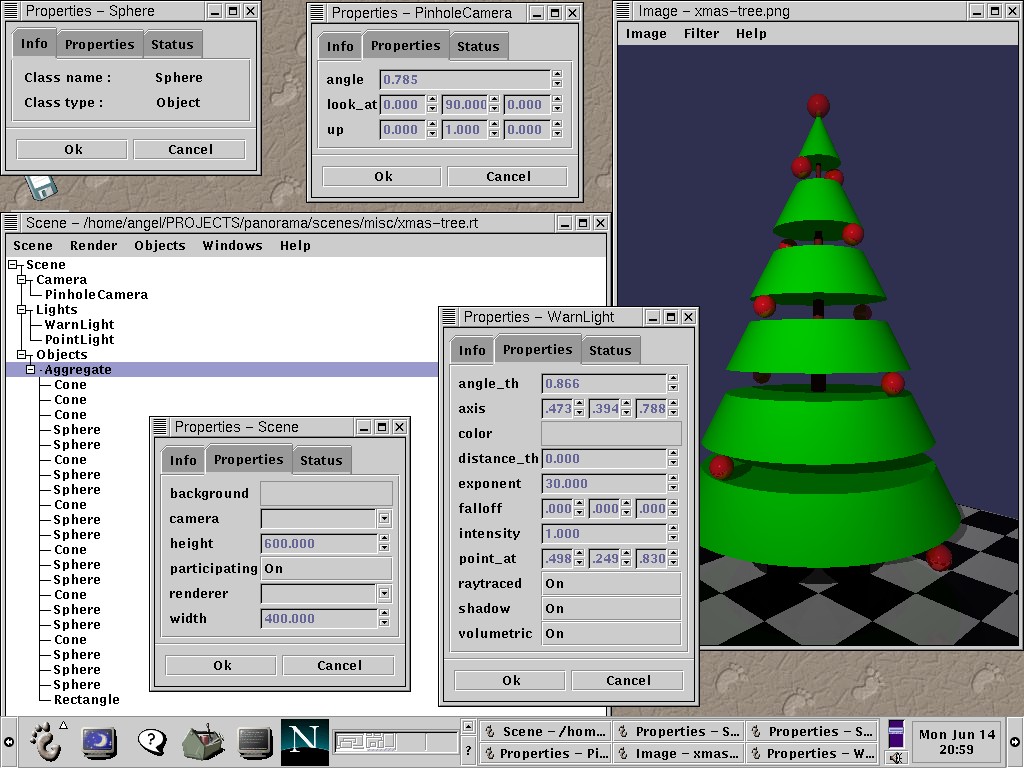 Properties – Sphere
Info Properties Status
Class name : Sphere
Class type : Object
Ok Cancel
Properties – PinholeCamera
Info Properties Status
angle 0.785
look_at 0.000 90.000 0.000
up 0.000 1.000 0.000
Ok Cancel
Image – xmas-tree.png
Image Filter Help
Scene – /home/angel/PROJECTS/panorama/scenes/misc/xmas-tree.rt
Scene Render Objects Windows Help
Scene
Camera
PinholeCamera
Lights
WarnLight
PointLight
Objects
Aggregate
Cone
Cone
Cone
Sphere
Sphere
Cone
Sphere
Sphere
Cone
Sphere
Sphere
Cone
Sphere
Sphere
Cone
Sphere
Sphere
Cone
Sphere
Sphere
Sphere
Rectangle
Properties – Scene
Info Properties Status
background
camera
height 600.000
participating On
renderer
width 400.000
Ok Cancel
Properties – WarnLight
Info Properties Status
angle_th 0.866
axis .473 .394 .788
color
distance_th 0.000
exponent 30.000
falloff .000 .000 .000
intensity 1.000
point_at .498 .249 .830
raytraced On
shadow On
volumetric On
Ok Cancel
?
N
?
Scene – /hom... Properties – S... Properties – S...
Properties – Pi... Image – xmas... Properties – W...
Mon Jun 14
20:59